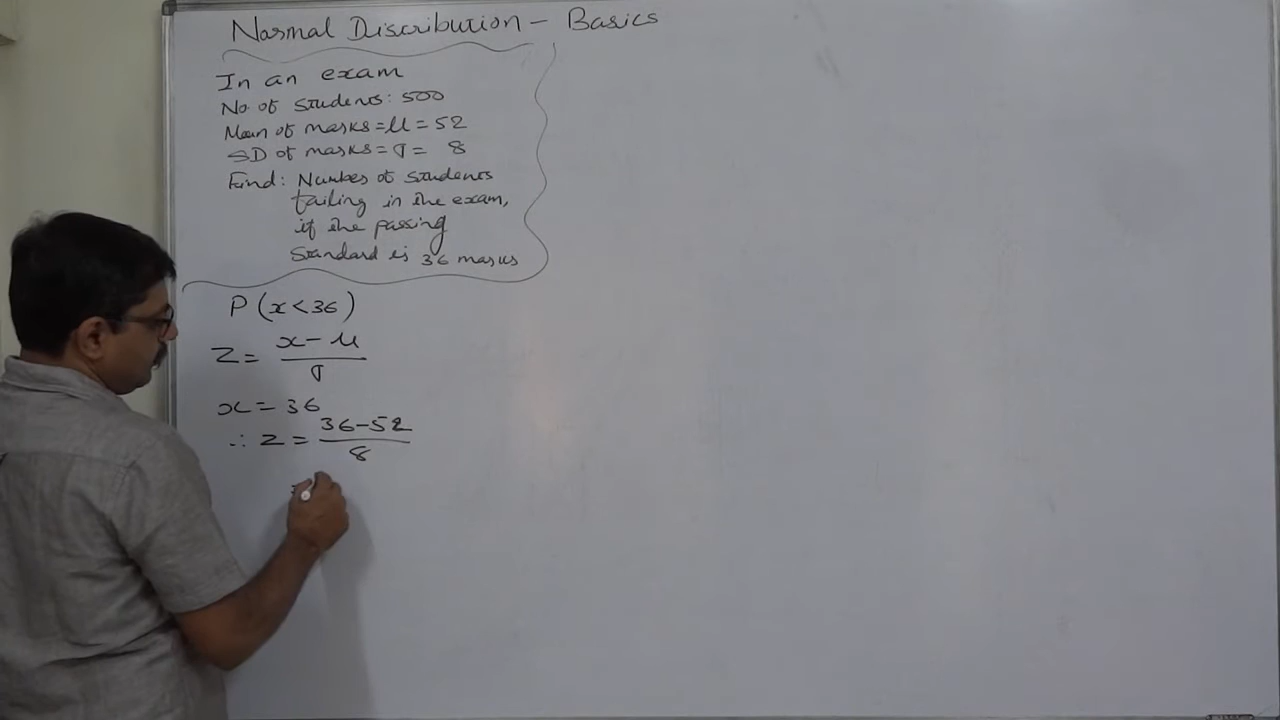 Normal Distribution - Basics
In an exam
No. of students: 500
Mean of marks = μ = 52
SD of marks = σ = 8
Find: Number of students
failing in the exam,
if the passing
standard is 36 marks
P(x<36)
Z = x - μ / σ
x = 36
∴ Z = 36-52 / 8